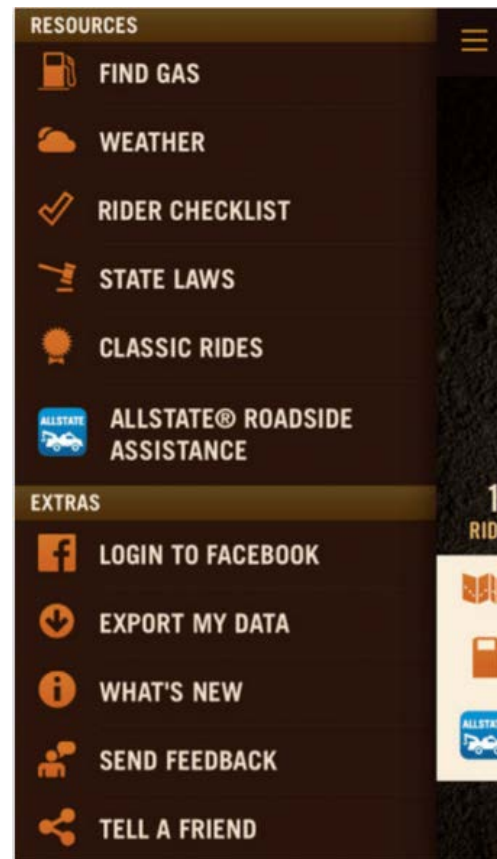 RESOURCES
FIND GAS
WEATHER
RIDER CHECKLIST
STATE LAWS
CLASSIC RIDES
ALLSTATE
ALLSTATE® ROADSIDE
ASSISTANCE
EXTRAS
LOGIN TO FACEBOOK
EXPORT MY DATA
WHAT'S NEW
SEND FEEDBACK
TELL A FRIEND
1